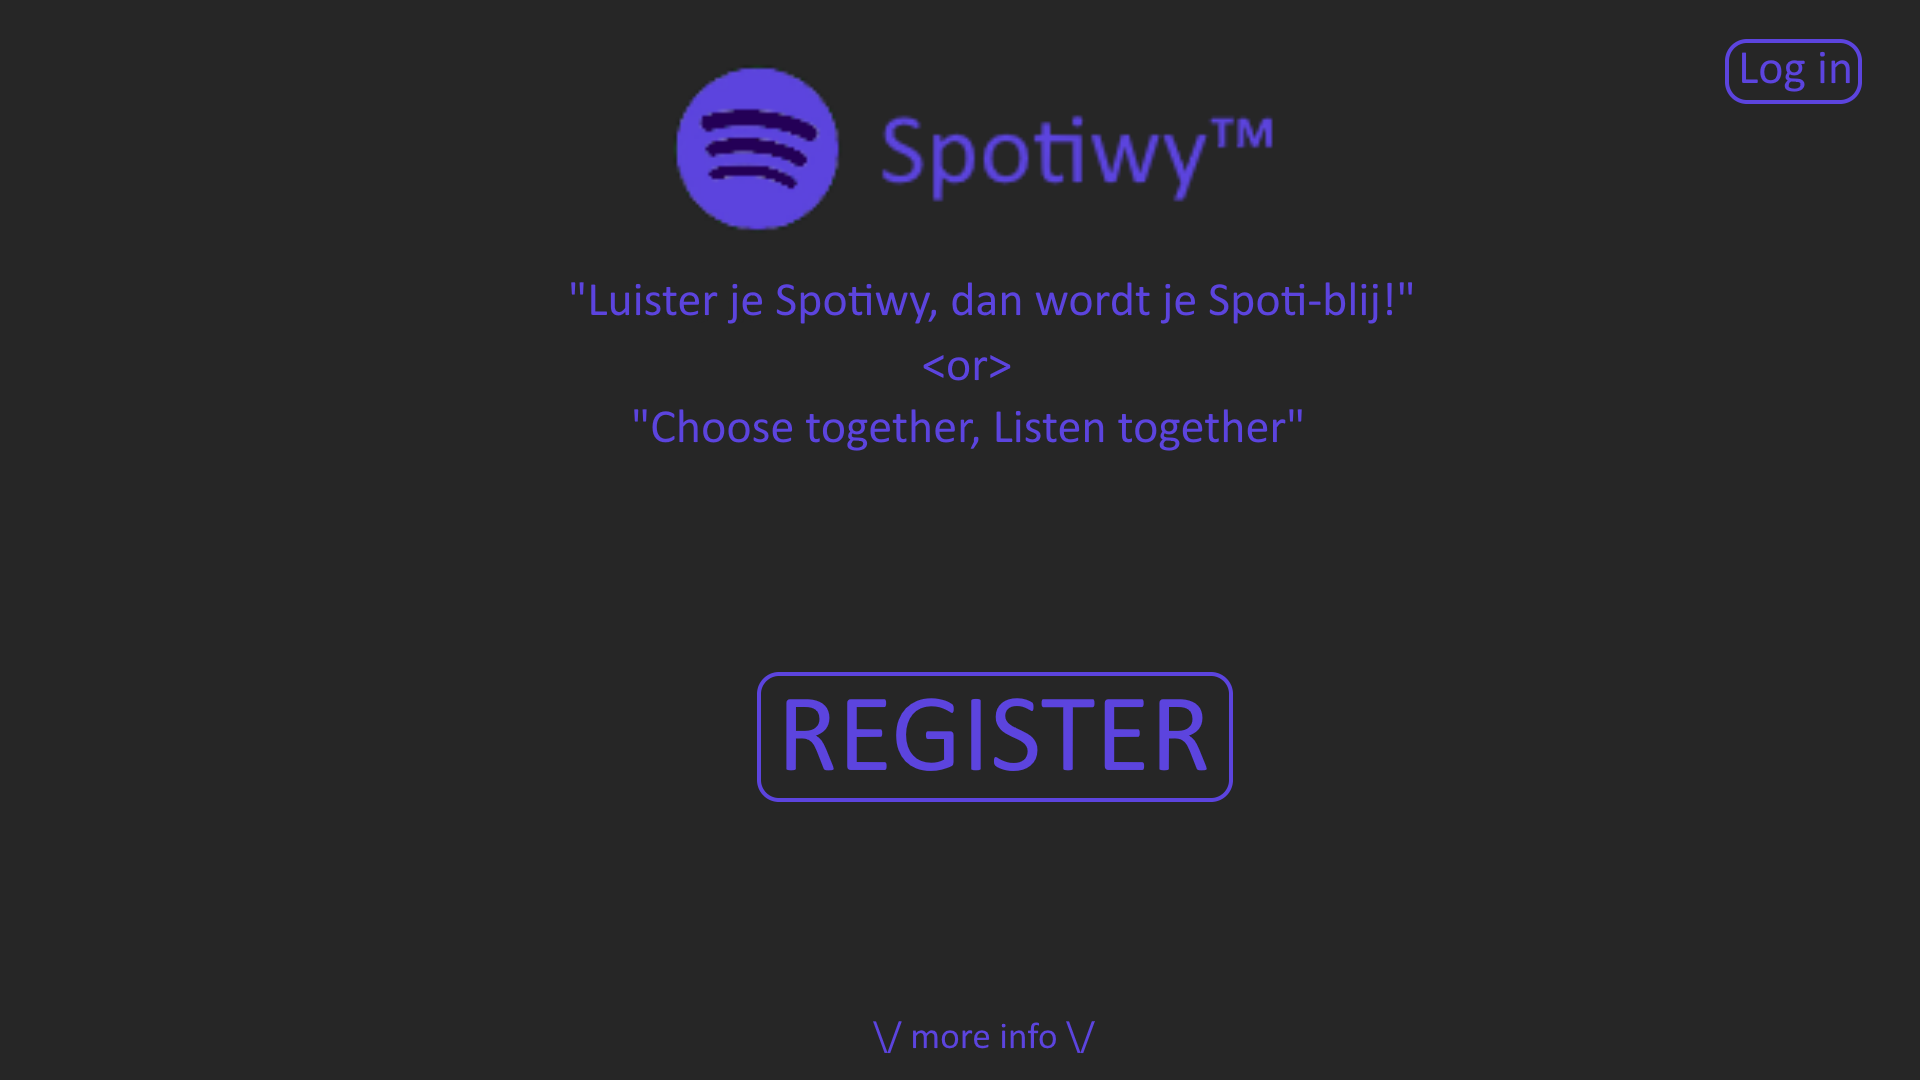 Log in
Spotiwy™
"Luister je Spotiwy, dan wordt je Spoti-blij!"
<or>
"Choose together, Listen together"
REGISTER
\/ more info \/